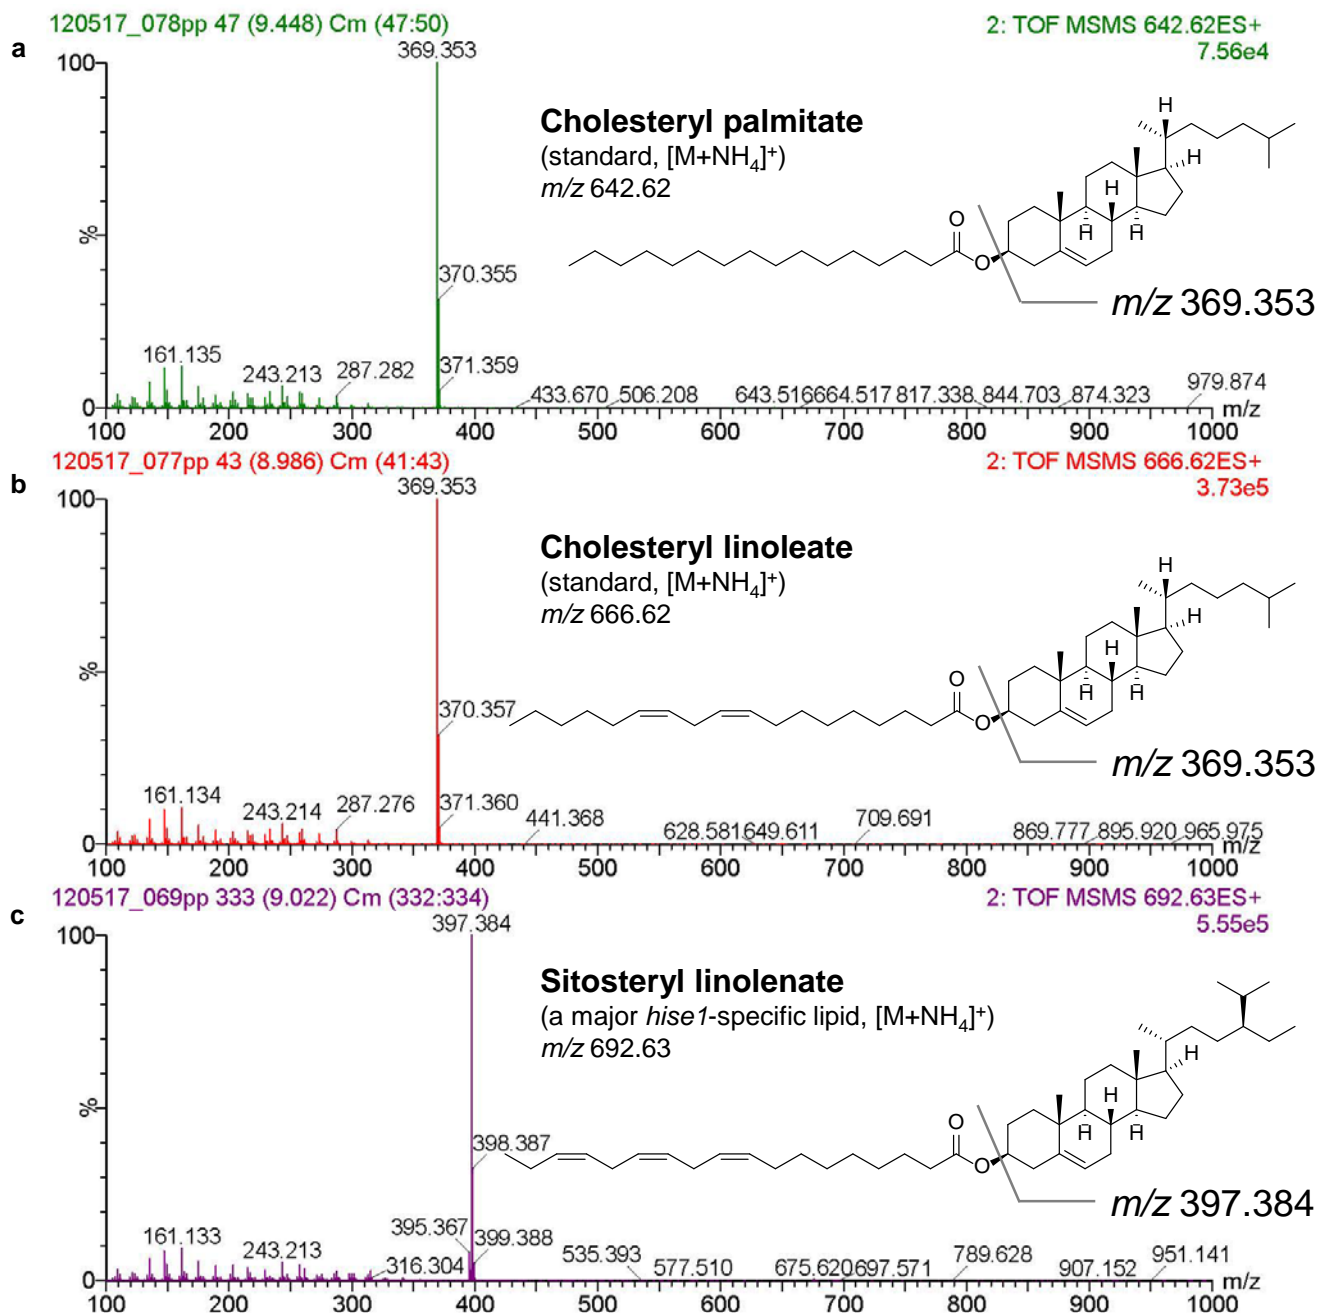 120517_078pp 47 (9.448) Cm (47:50)
2: TOF MSMS 642.62ES+
7.56e4
a
369.353
100
%
0
370.355
371.359
161.135
243.213
287.282
433.670
506.208
643.516
664.517
817.338
844.703
874.323
979.874
m/z
100 200 300 400 500 600 700 800 900 1000
Cholesteryl palmitate
(standard, [M+NH4]+)
m/z 642.62
O
O
H
H
H
H
H
m/z 369.353
120517_077pp 43 (8.986) Cm (41:43)
2: TOF MSMS 666.62ES+
3.73e5
b
369.353
100
%
0
370.357
371.360
161.134
243.214
287.276
441.368
628.581
649.611
709.691
869.777
895.920
965.975
m/z
100 200 300 400 500 600 700 800 900 1000
Cholesteryl linoleate
(standard, [M+NH4]+)
m/z 666.62
O
O
H
H
H
H
H
m/z 369.353
120517_069pp 333 (9.022) Cm (332:334)
2: TOF MSMS 692.63ES+
5.55e5
c
397.384
100
%
0
398.387
395.367
399.388
161.133
243.213
316.304
535.393
577.510
675.620
697.571
789.628
907.152
951.141
m/z
100 200 300 400 500 600 700 800 900 1000
Sitosteryl linolenate
(a major hise1-specific lipid, [M+NH4]+)
m/z 692.63
O
O
H
H
H
H
m/z 397.384